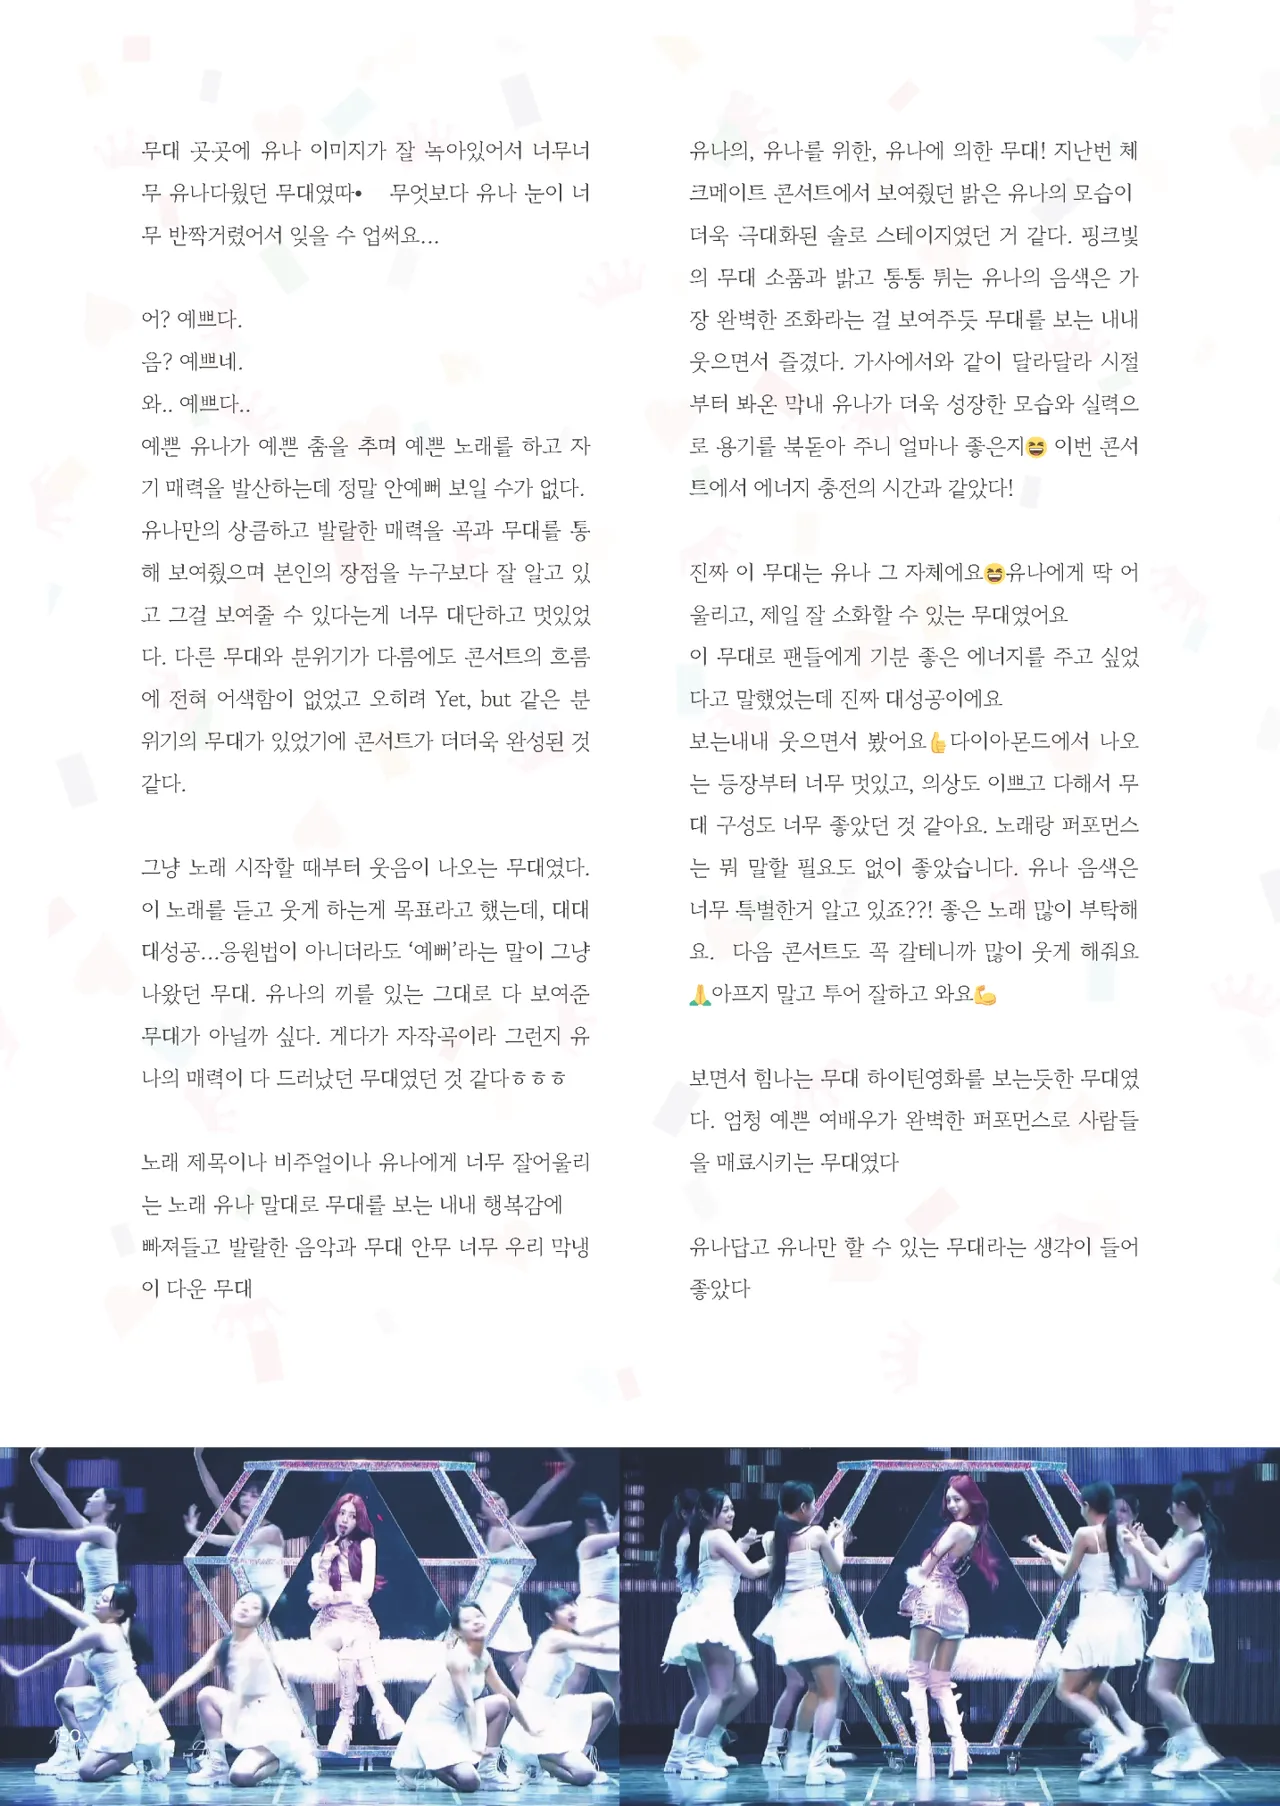 무대 곳곳에 유나 이미지가 잘 녹아있어서 너무너
무 유나다웠던 무대였따• 무엇보다 유나 눈이 너
무 반짝거렸어서 잊을 수 업써요...
어? 예쁘다.
음? 예쁘네.
와.. 예쁘다..
예쁜 유나가 예쁜 춤을 추며 예쁜 노래를 하고 자
기 매력을 발산하는데 정말 안예뻐 보일 수가 없다.
유나만의 상큼하고 발랄한 매력을 곡과 무대를 통
해 보여줬으며 본인의 장점을 누구보다 잘 알고 있
고 그걸 보여줄 수 있다는게 너무 대단하고 멋있었
다. 다른 무대와 분위기가 다름에도 콘서트의 흐름
에 전혀 어색함이 없었고 오히려 Yet, but 같은 분
위기의 무대가 있었기에 콘서트가 더더욱 완성된 것
같다.
그냥 노래 시작할 때부터 웃음이 나오는 무대였다.
이 노래를 듣고 웃게 하는게 목표라고 했는데, 대대
대성공...응원법이 아니더라도 ‘예뻐’라는 말이 그냥
나왔던 무대. 유나의 끼를 있는 그대로 다 보여준
무대가 아닐까 싶다. 게다가 자작곡이라 그런지 유
나의 매력이 다 드러났던 무대였던 것 같다ㅎㅎㅎ
노래 제목이나 비주얼이나 유나에게 너무 잘어울리
는 노래 유나 말대로 무대를 보는 내내 행복감에
빠져들고 발랄한 음악과 무대 안무 너무 우리 막냉
이 다운 무대
유나의, 유나를 위한, 유나에 의한 무대! 지난번 체
크메이트 콘서트에서 보여줬던 밝은 유나의 모습이
더욱 극대화된 솔로 스테이지였던 거 같다. 핑크빛
의 무대 소품과 밝고 통통 튀는 유나의 음색은 가
장 완벽한 조화라는 걸 보여주듯 무대를 보는 내내
웃으면서 즐겼다. 가사에서와 같이 달라달라 시절
부터 봐온 막내 유나가 더욱 성장한 모습와 실력으
로 용기를 북돋아 주니 얼마나 좋은지😆 이번 콘서
트에서 에너지 충전의 시간과 같았다!
진짜 이 무대는 유나 그 자체에요😆유나에게 딱 어
울리고, 제일 잘 소화할 수 있는 무대였어요
이 무대로 팬들에게 기분 좋은 에너지를 주고 싶었
다고 말했었는데 진짜 대성공이에요
보는내내 웃으면서 봤어요👍다이아몬드에서 나오
는 등장부터 너무 멋있고, 의상도 이쁘고 다해서 무
대 구성도 너무 좋았던 것 같아요. 노래랑 퍼포먼스
는 뭐 말할 필요도 없이 좋았습니다. 유나 음색은
너무 특별한거 알고 있죠??! 좋은 노래 많이 부탁해
요. 다음 콘서트도 꼭 갈테니까 많이 웃게 해줘요
🙏아프지 말고 투어 잘하고 와요💪
보면서 힘나는 무대 하이틴영화를 보는듯한 무대였
다. 엄청 예쁜 여배우가 완벽한 퍼포먼스로 사람들
을 매료시키는 무대였다
유나답고 유나만 할 수 있는 무대라는 생각이 들어
좋았다